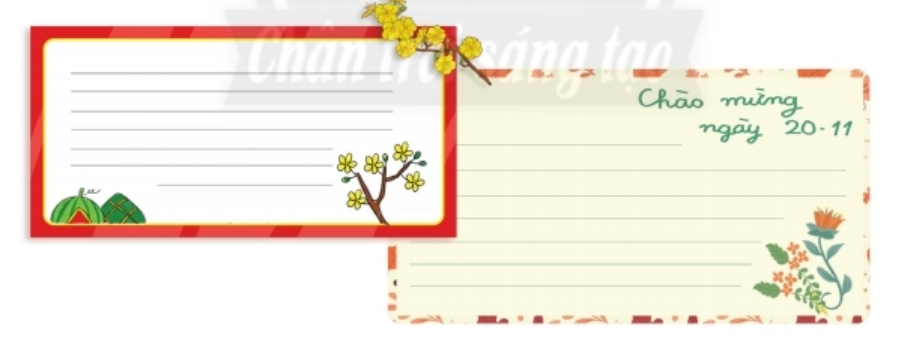 Chân trời sáng tạo
Chào mừng
ngày 20-11